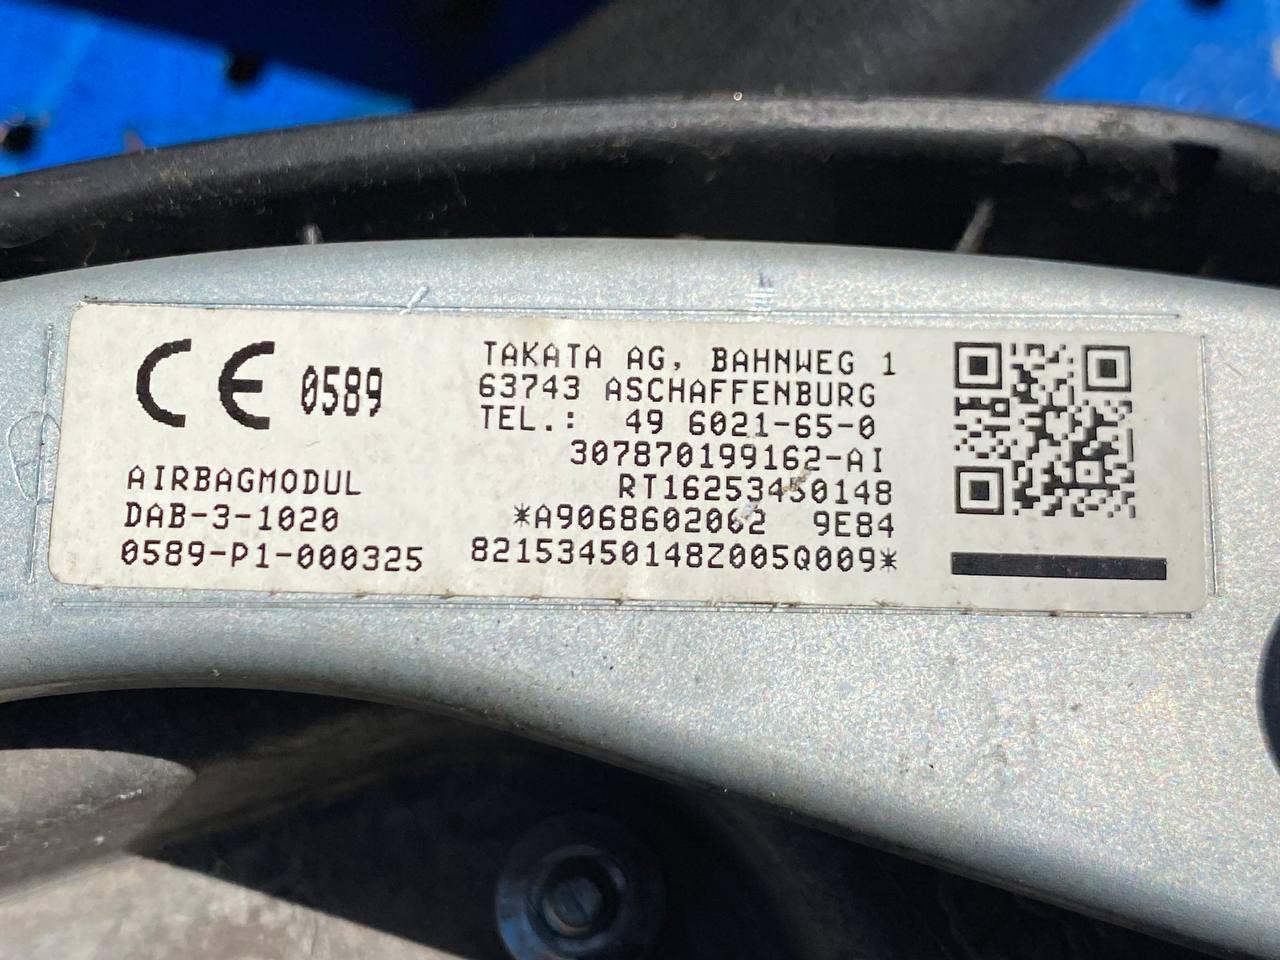 CE 0589
AIRBAGMODUL
DAB-3-1020
0589-P1-000325
TAKATA AG, BAHNWEG 1
63743 ASCHAFFENBURG
TEL.: 49 6021-65-0
307870199162-AI
RT16253450148
*A9068602062 9E84
82153450148Z005Q009*